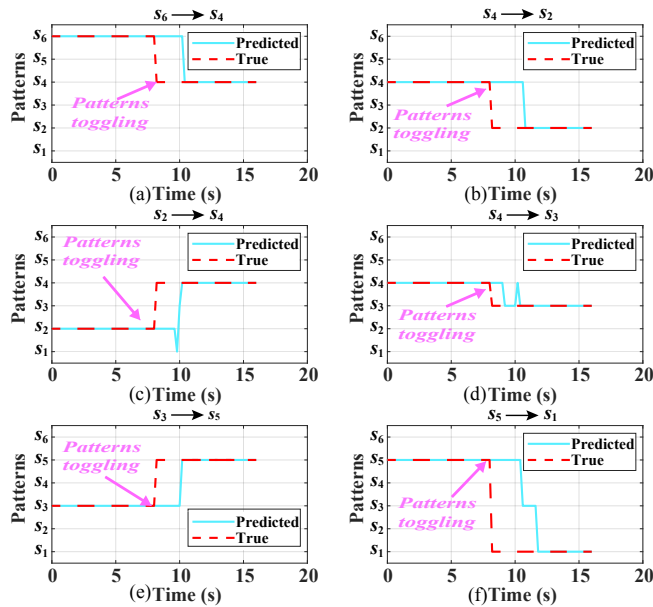 s6 → s4
s6
s5
s4
s3
s2
s1
Patterns
Predicted
True
Patterns
toggling
0 5 10 15 20
(a) Time (s)
s4 → s2
s6
s5
s4
s3
s2
s1
Patterns
Predicted
True
Patterns
toggling
0 5 10 15 20
(b) Time (s)
s2 → s4
s6
s5
s4
s3
s2
s1
Patterns
Patterns
toggling
Predicted
True
0 5 10 15 20
(c) Time (s)
s4 → s3
s6
s5
s4
s3
s2
s1
Patterns
Predicted
True
Patterns
toggling
0 5 10 15 20
(d) Time (s)
s3 → s5
s6
s5
s4
s3
s2
s1
Patterns
Patterns
toggling
Predicted
True
0 5 10 15 20
(e) Time (s)
s5 → s1
s6
s5
s4
s3
s2
s1
Patterns
Predicted
True
Patterns
toggling
0 5 10 15 20
(f) Time (s)